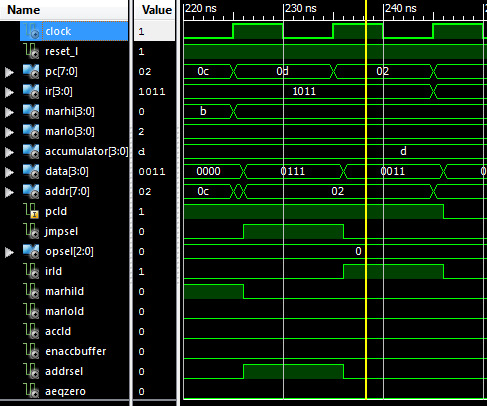 Name Value 220 ns 230 ns 240 ns
clock 1
reset_l 1
pc[7:0] 02 0c 0d 02
ir[3:0] 1011 1011
marhi[3:0] 0 b
marlo[3:0] 2
accumulator[3:0] d d
data[3:0] 0011 0000 0111 0011 0
addr[7:0] 02 0c 02
pcld 1
jmpsel 0
opsel[2:0] 0 0
irld 1
marhild 0
marlold 0
accld 0
enaccbuffer 0
addrsel 0
aeqzero 0